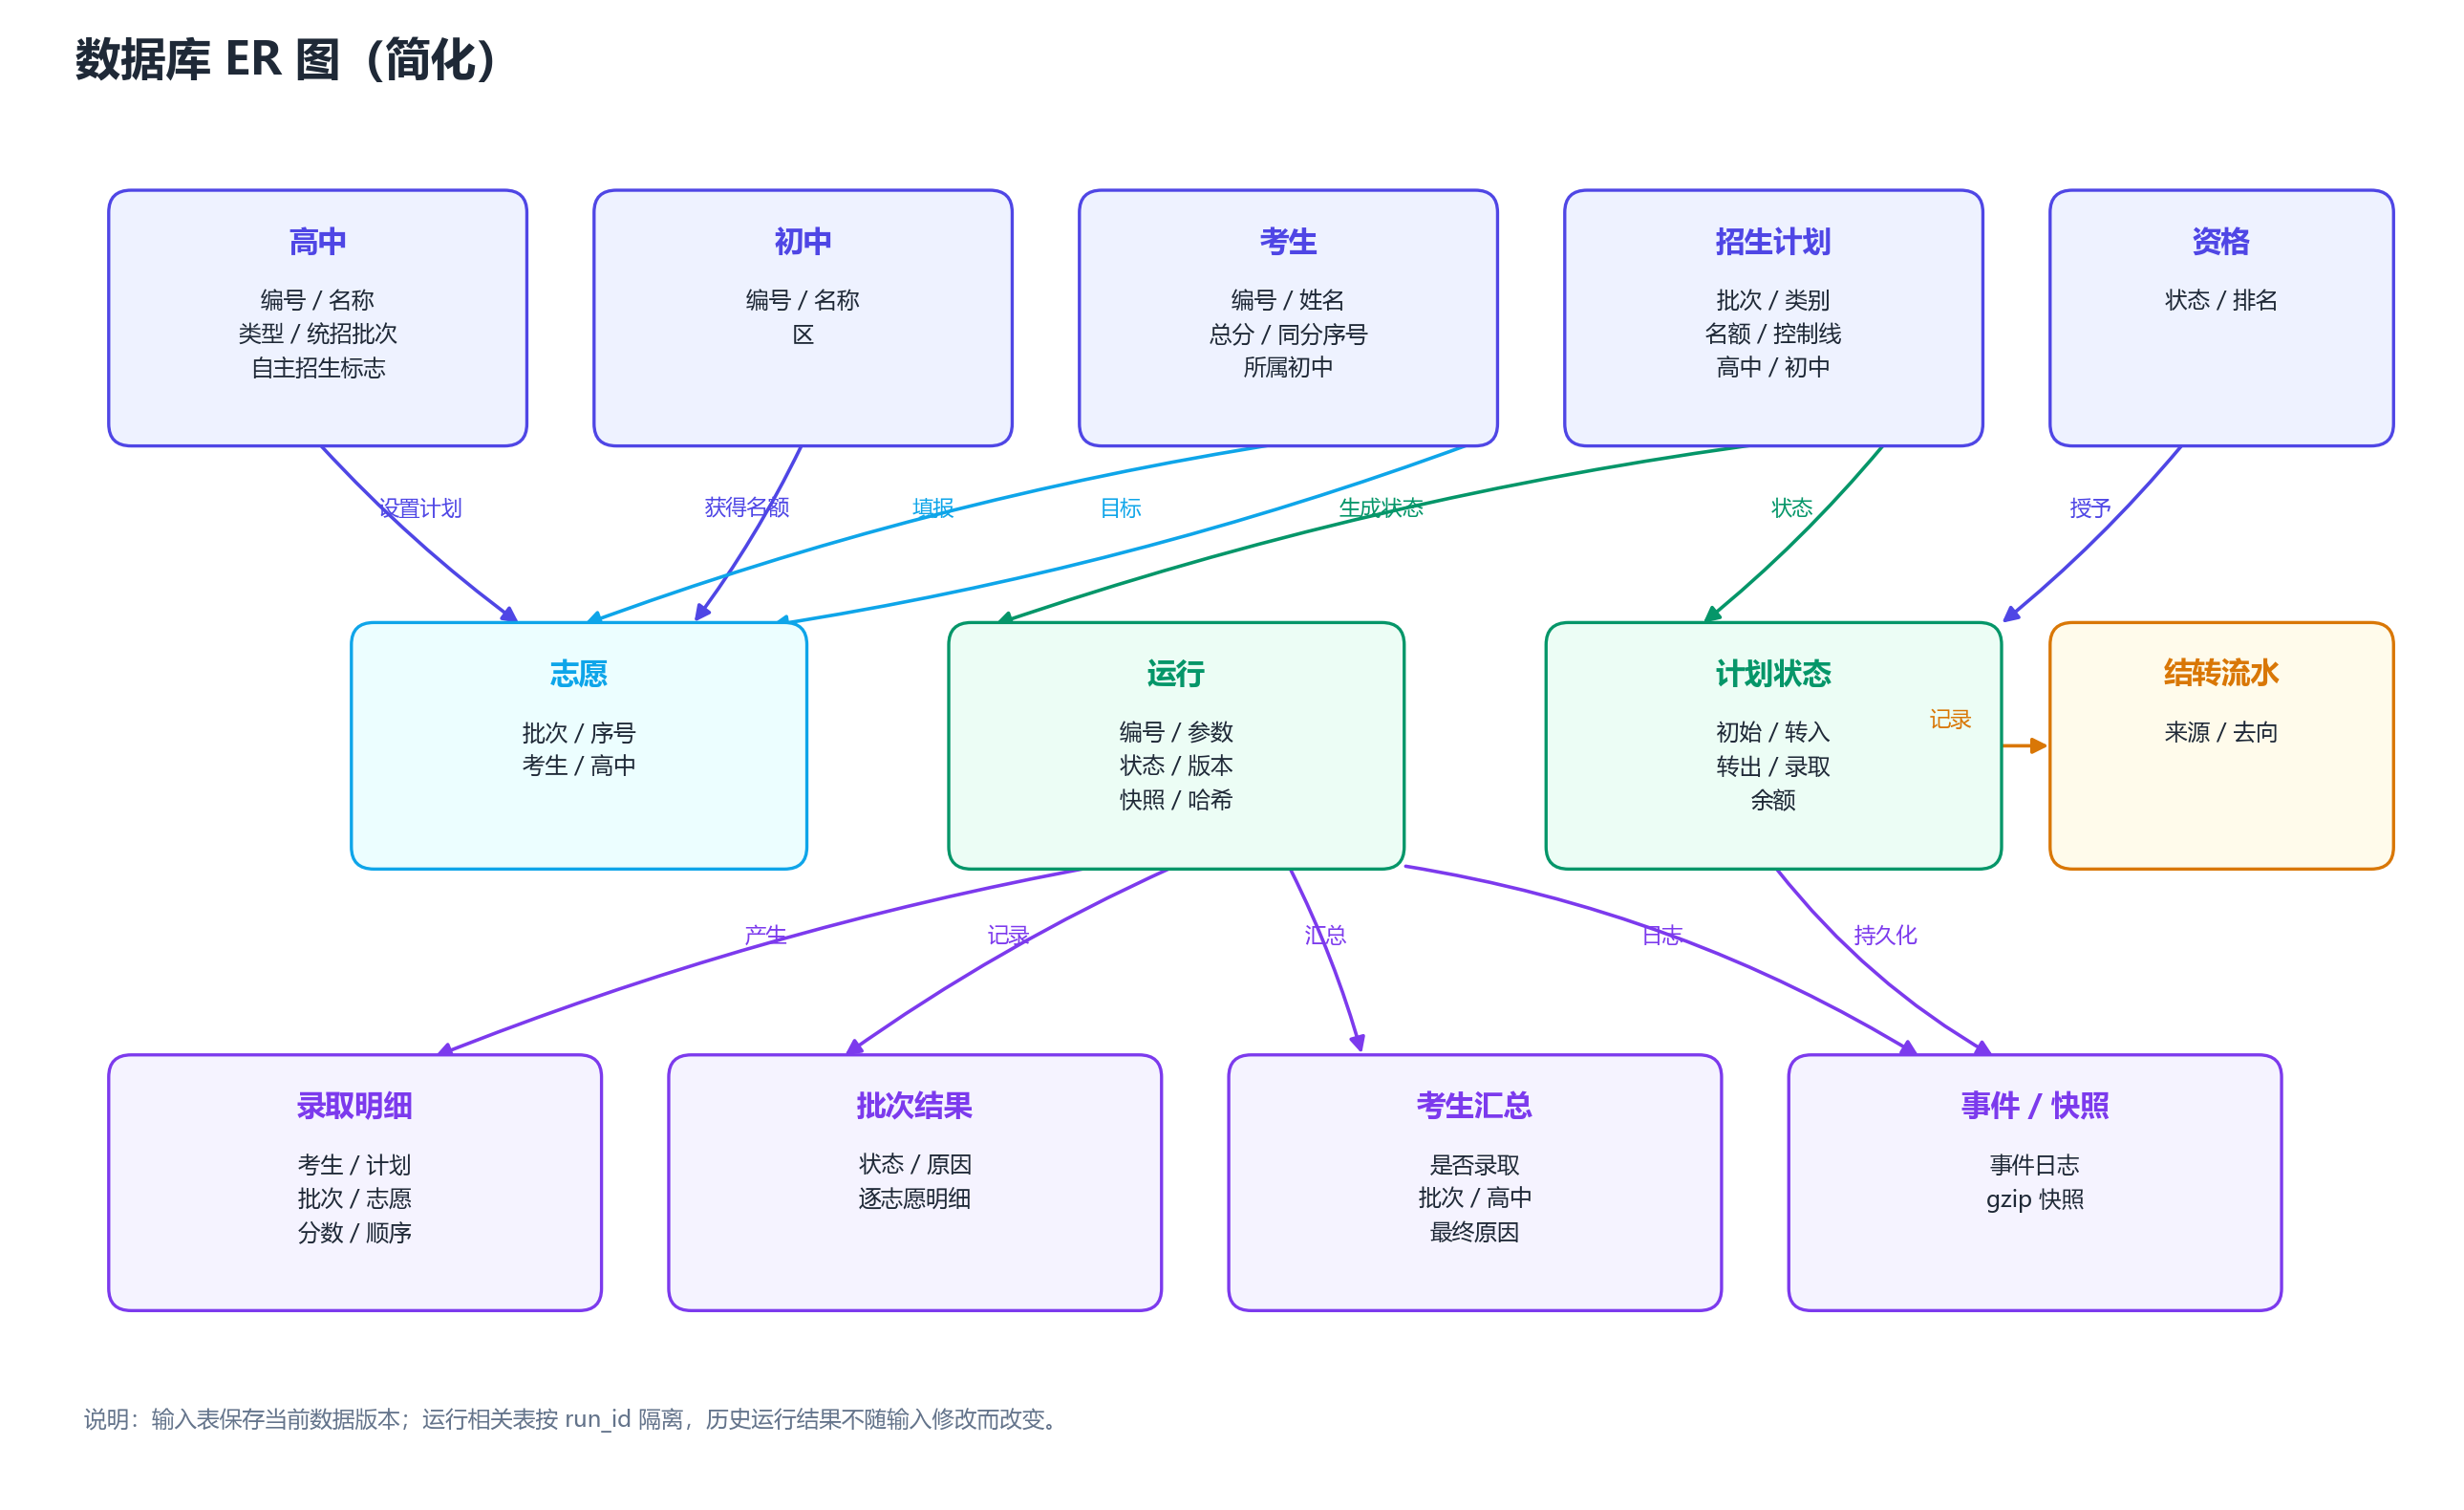 数据库 ER 图（简化）
高中
编号 / 名称
类型 / 统招批次
自主招生标志
初中
编号 / 名称
区
考生
编号 / 姓名
总分 / 同分序号
所属初中
招生计划
批次 / 类别
名额 / 控制线
高中 / 初中
资格
状态 / 排名
设置计划
获得名额
填报
目标
生成状态
状态
授予
志愿
批次 / 序号
考生 / 高中
运行
编号 / 参数
状态 / 版本
快照 / 哈希
计划状态
初始 / 转入
转出 / 录取
余额
记录
结转流水
来源 / 去向
产生
记录
汇总
日志
持久化
录取明细
考生 / 计划
批次 / 志愿
分数 / 顺序
批次结果
状态 / 原因
逐志愿明细
考生汇总
是否录取
批次 / 高中
最终原因
事件 / 快照
事件日志
gzip 快照
说明：输入表保存当前数据版本；运行相关表按 run_id 隔离，历史运行结果不随输入修改而改变。